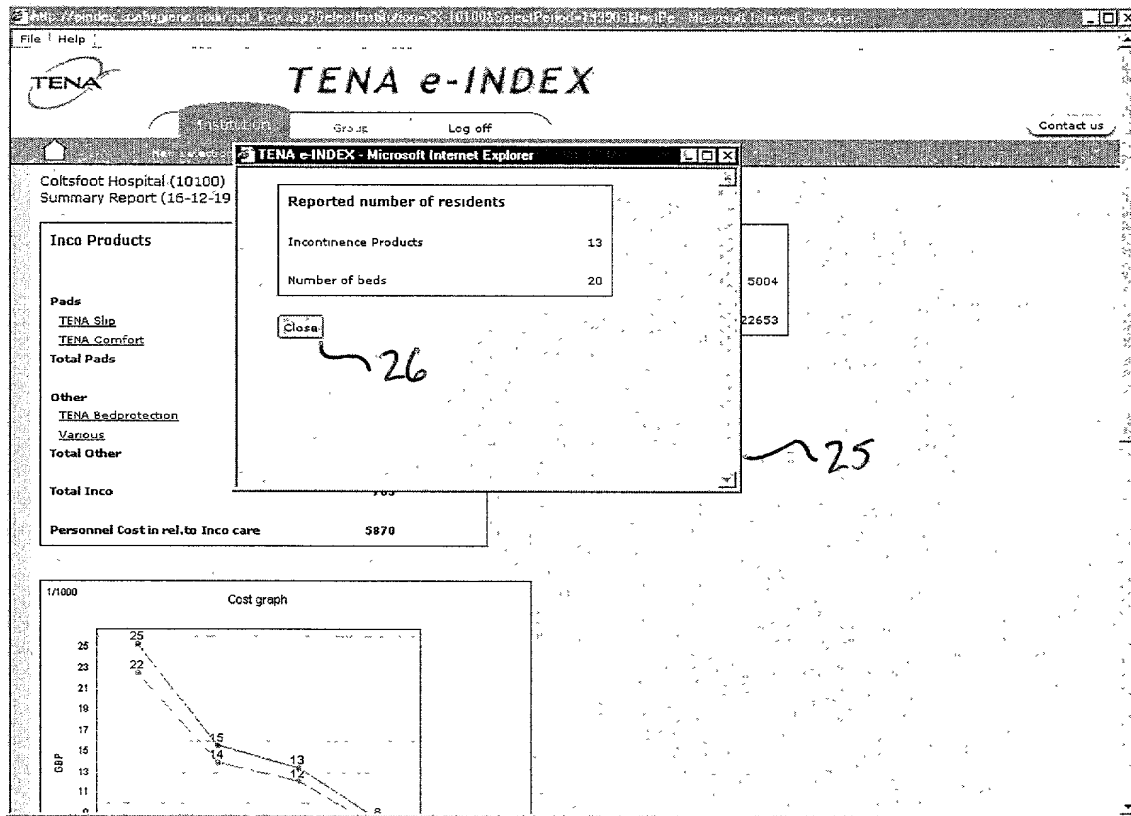 File Help
TENA
TENA e-INDEX
Institution Group Log off
Contact us
TENA e-INDEX - Microsoft Internet Explorer
Coltsfoot Hospital (10100)
Summary Report (16-12-19
Reported number of residents
Incontinence Products 13
Number of beds 20
Close
26
25
Inco Products
5004
22653
Pads
TENA Slip
TENA Comfort
Total Pads
Other
TENA Bedprotection
Various
Total Other
Total Inco
Personnel Cost in rel.to Inco care 5870
1/1000
Cost graph
GBP
25
23
21
19
17
15
13
11
25
22
15
14
13
12
8